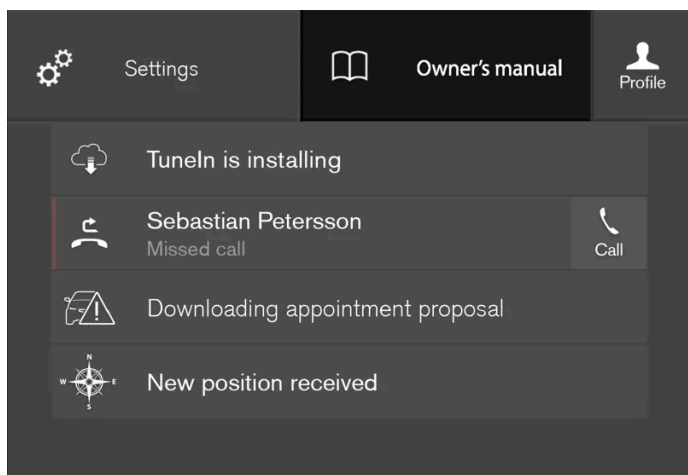 Settings
Owner's manual
Profile
TuneIn is installing
Sebastian Petersson
Missed call
Call
Downloading appointment proposal
N
W E
S
New position received